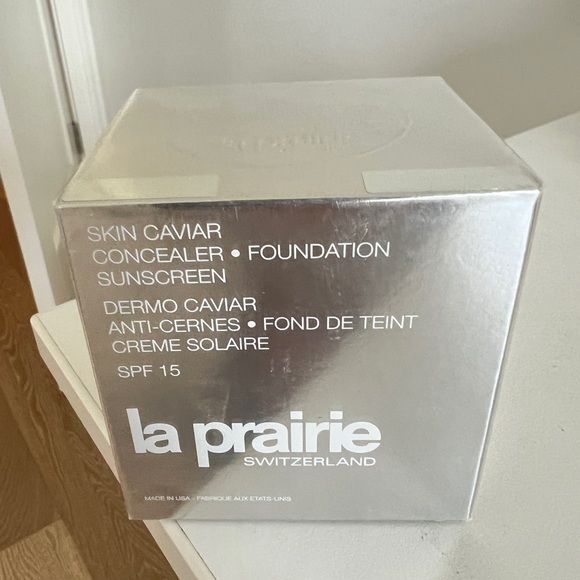 SKIN CAVIAR
CONCEALER • FOUNDATION
SUNSCREEN
DERMO CAVIAR
ANTI-CERNES • FOND DE TEINT
CREME SOLAIRE
SPF 15
la prairie
SWITZERLAND
MADE IN USA - FABRIQUE AUX ETATS-UNIS